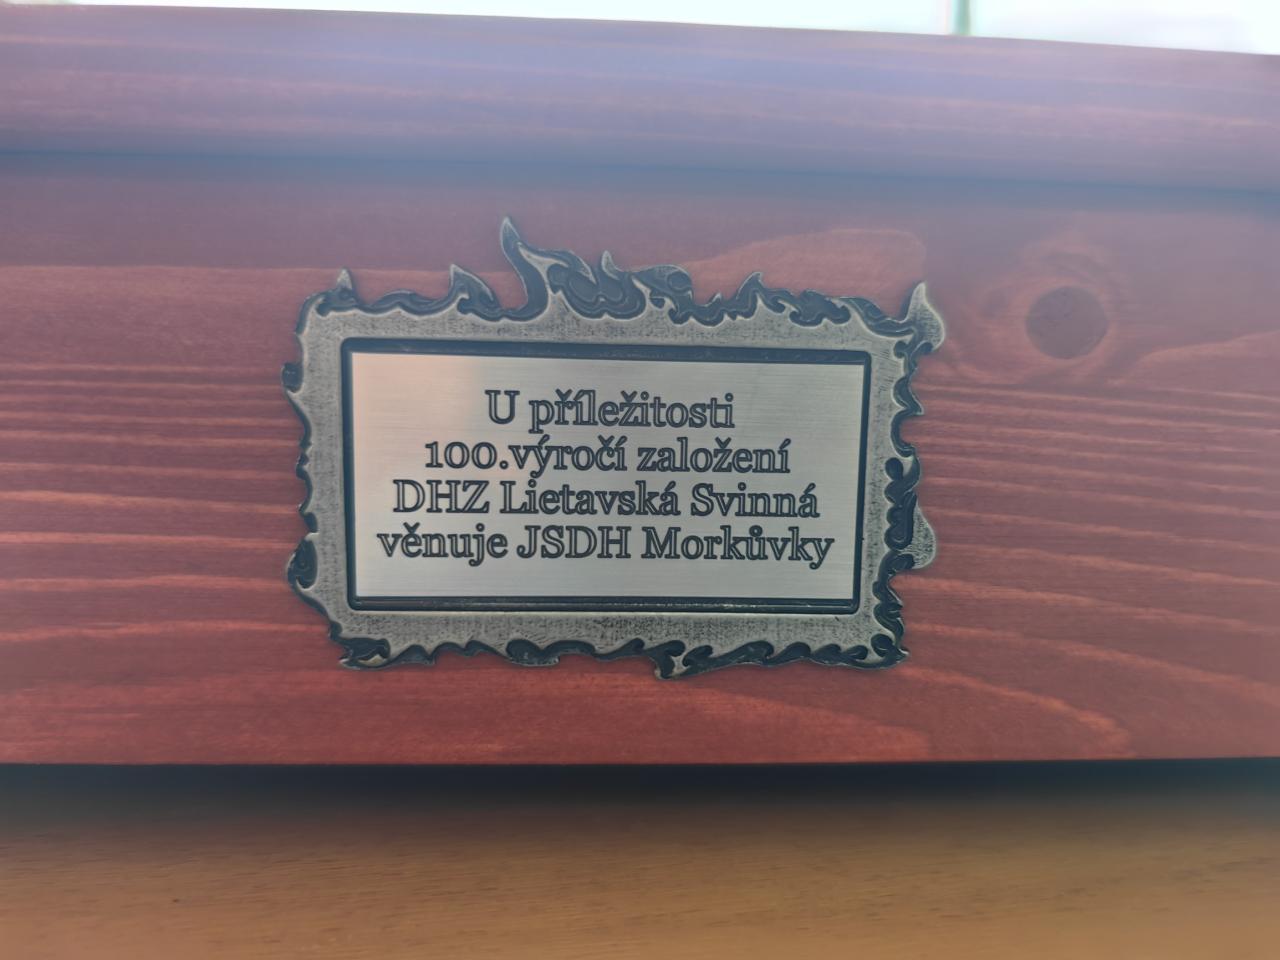 U příležitosti
100.výročí založení
DHZ Lietavská Svinná
věnuje JSDH Morkůvky